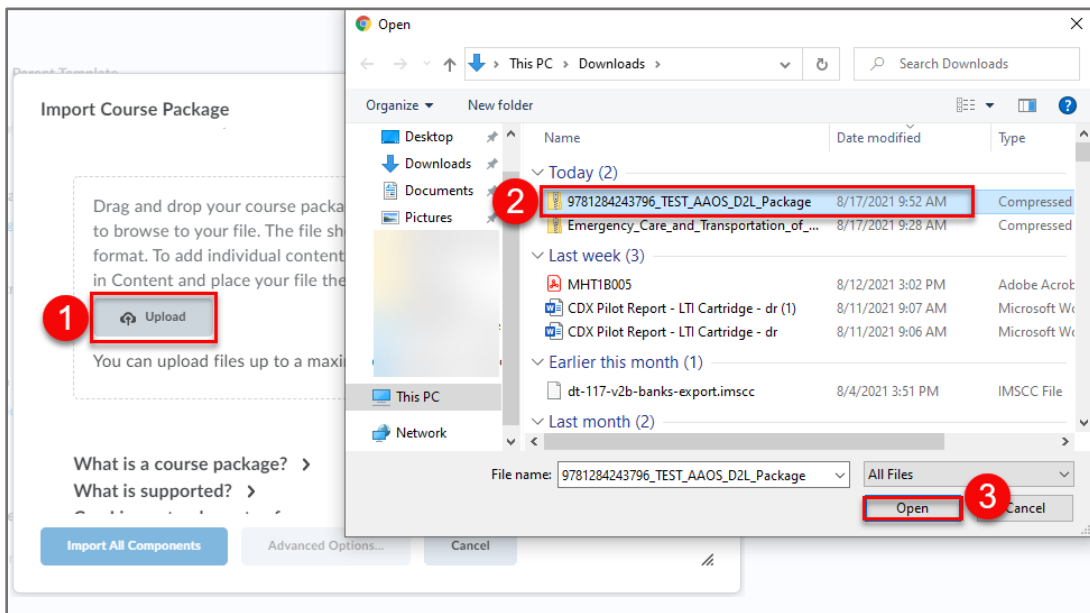 Parent Template
Import Course Package
Drag and drop your course packa
to browse to your file. The file sh
format. To add individual content
in Content and place your file the
1
Upload
You can upload files up to a maxi
What is a course package?
What is supported?
Import All Components
Advanced Options...
Cancel
Open
This PC > Downloads >
Search Downloads
Organize
New folder
Desktop
Downloads
Documents
Pictures
This PC
Network
Name
Date modified
Type
Today (2)
2
9781284243796_TEST_AAOS_D2L_Package 8/17/2021 9:52 AM Compressed
Emergency_Care_and_Transportation_of_... 8/17/2021 9:28 AM Compressed
Last week (3)
MHT1B005 8/12/2021 3:02 PM Adobe Acrob
CDX Pilot Report - LTI Cartridge - dr (1) 8/11/2021 9:07 AM Microsoft Wo
CDX Pilot Report - LTI Cartridge - dr 8/11/2021 9:06 AM Microsoft Wo
Earlier this month (1)
dt-117-v2b-banks-export.imscc 8/4/2021 3:51 PM IMSCC File
Last month (2)
File name: 9781284243796_TEST_AAOS_D2L_Package
All Files
Open
3
Cancel